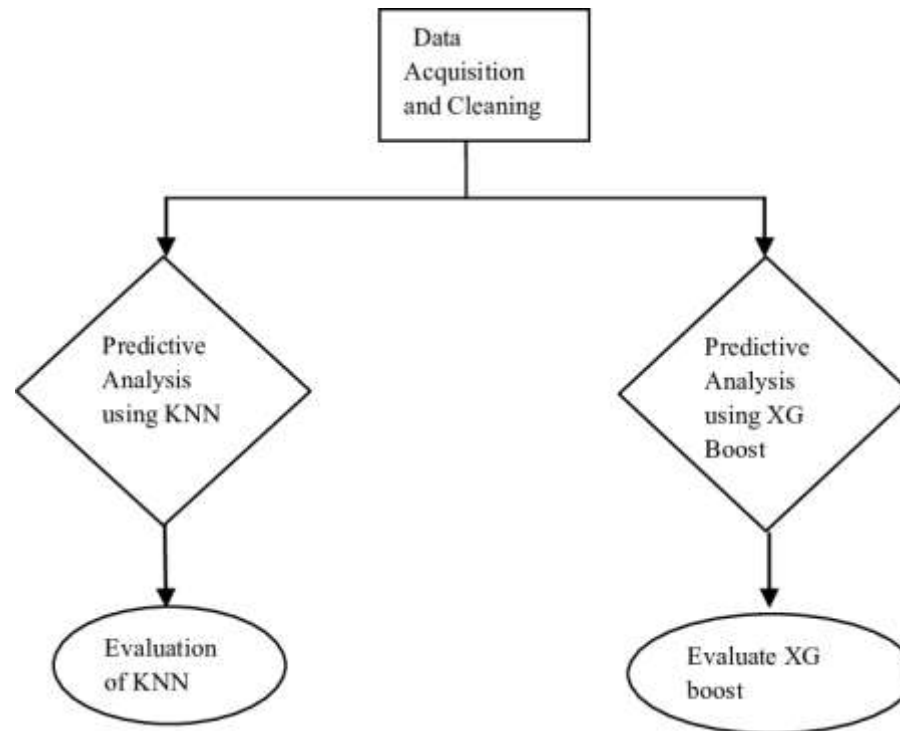 Data
Acquisition
and Cleaning
Predictive
Analysis
using KNN
Predictive
Analysis
using XG
Boost
Evaluation
of KNN
Evaluate XG
boost